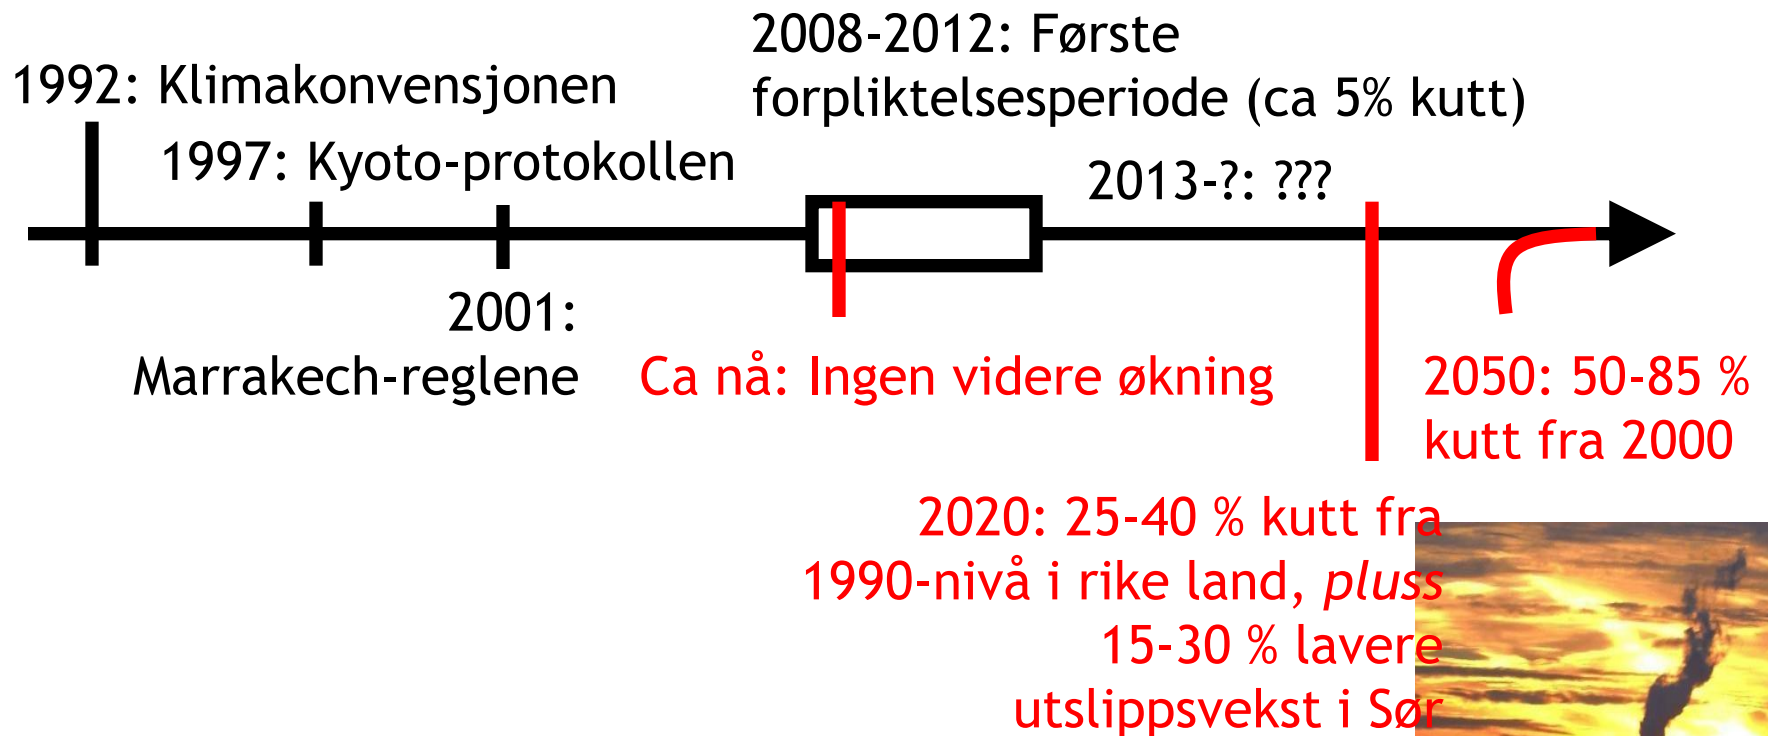 1992: Klimakonvensjonen
1997: Kyoto-protokollen
2001:
Marrakech-reglene
2008-2012: Første
forpliktelsesperiode (ca 5% kutt)
2013-?: ???
Ca nå: Ingen videre økning
2020: 25-40 % kutt fra
1990-nivå i rike land, pluss
15-30 % lavere
utslippsvekst i Sør
2050: 50-85 %
kutt fra 2000